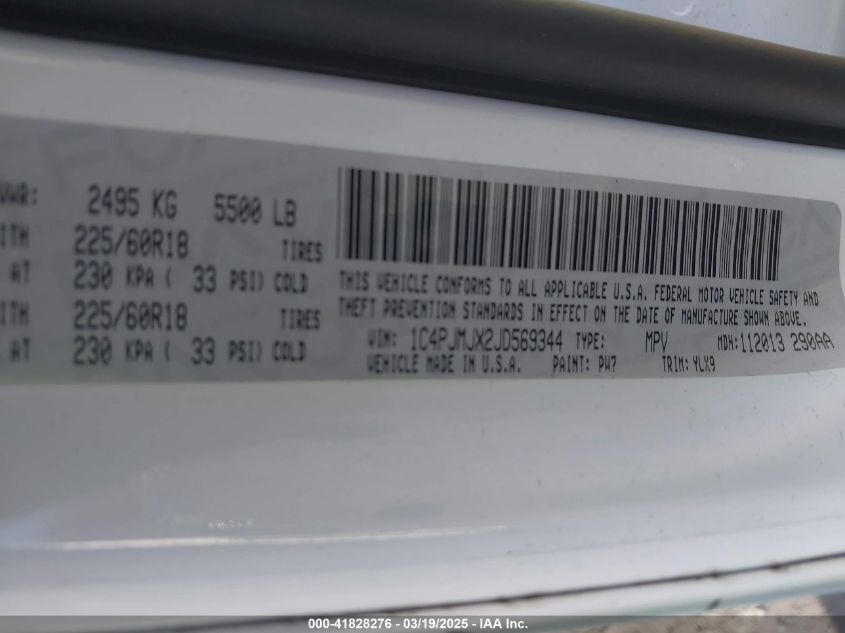 VWR: 2495 KG 5500 LB
ITH 225/60R18 TIRES
AT 230 KPA ( 33 PSI) COLD
ITH 225/60R18 TIRES
AT 230 KPA ( 33 PSI) COLD
THIS VEHICLE CONFORMS TO ALL APPLICABLE U.S.A. FEDERAL MOTOR VEHICLE SAFETY AND
THEFT PREVENTION STANDARDS IN EFFECT ON THE DATE OF MANUFACTURE SHOWN ABOVE.
VIN: 1C4PJMJX2JD569344 TYPE: MPV MDH:112013 290AA
VEHICLE MADE IN U.S.A. PAINT: PW7 TRIM: YLX9
000-41828276 - 03/19/2025 - IAA Inc.